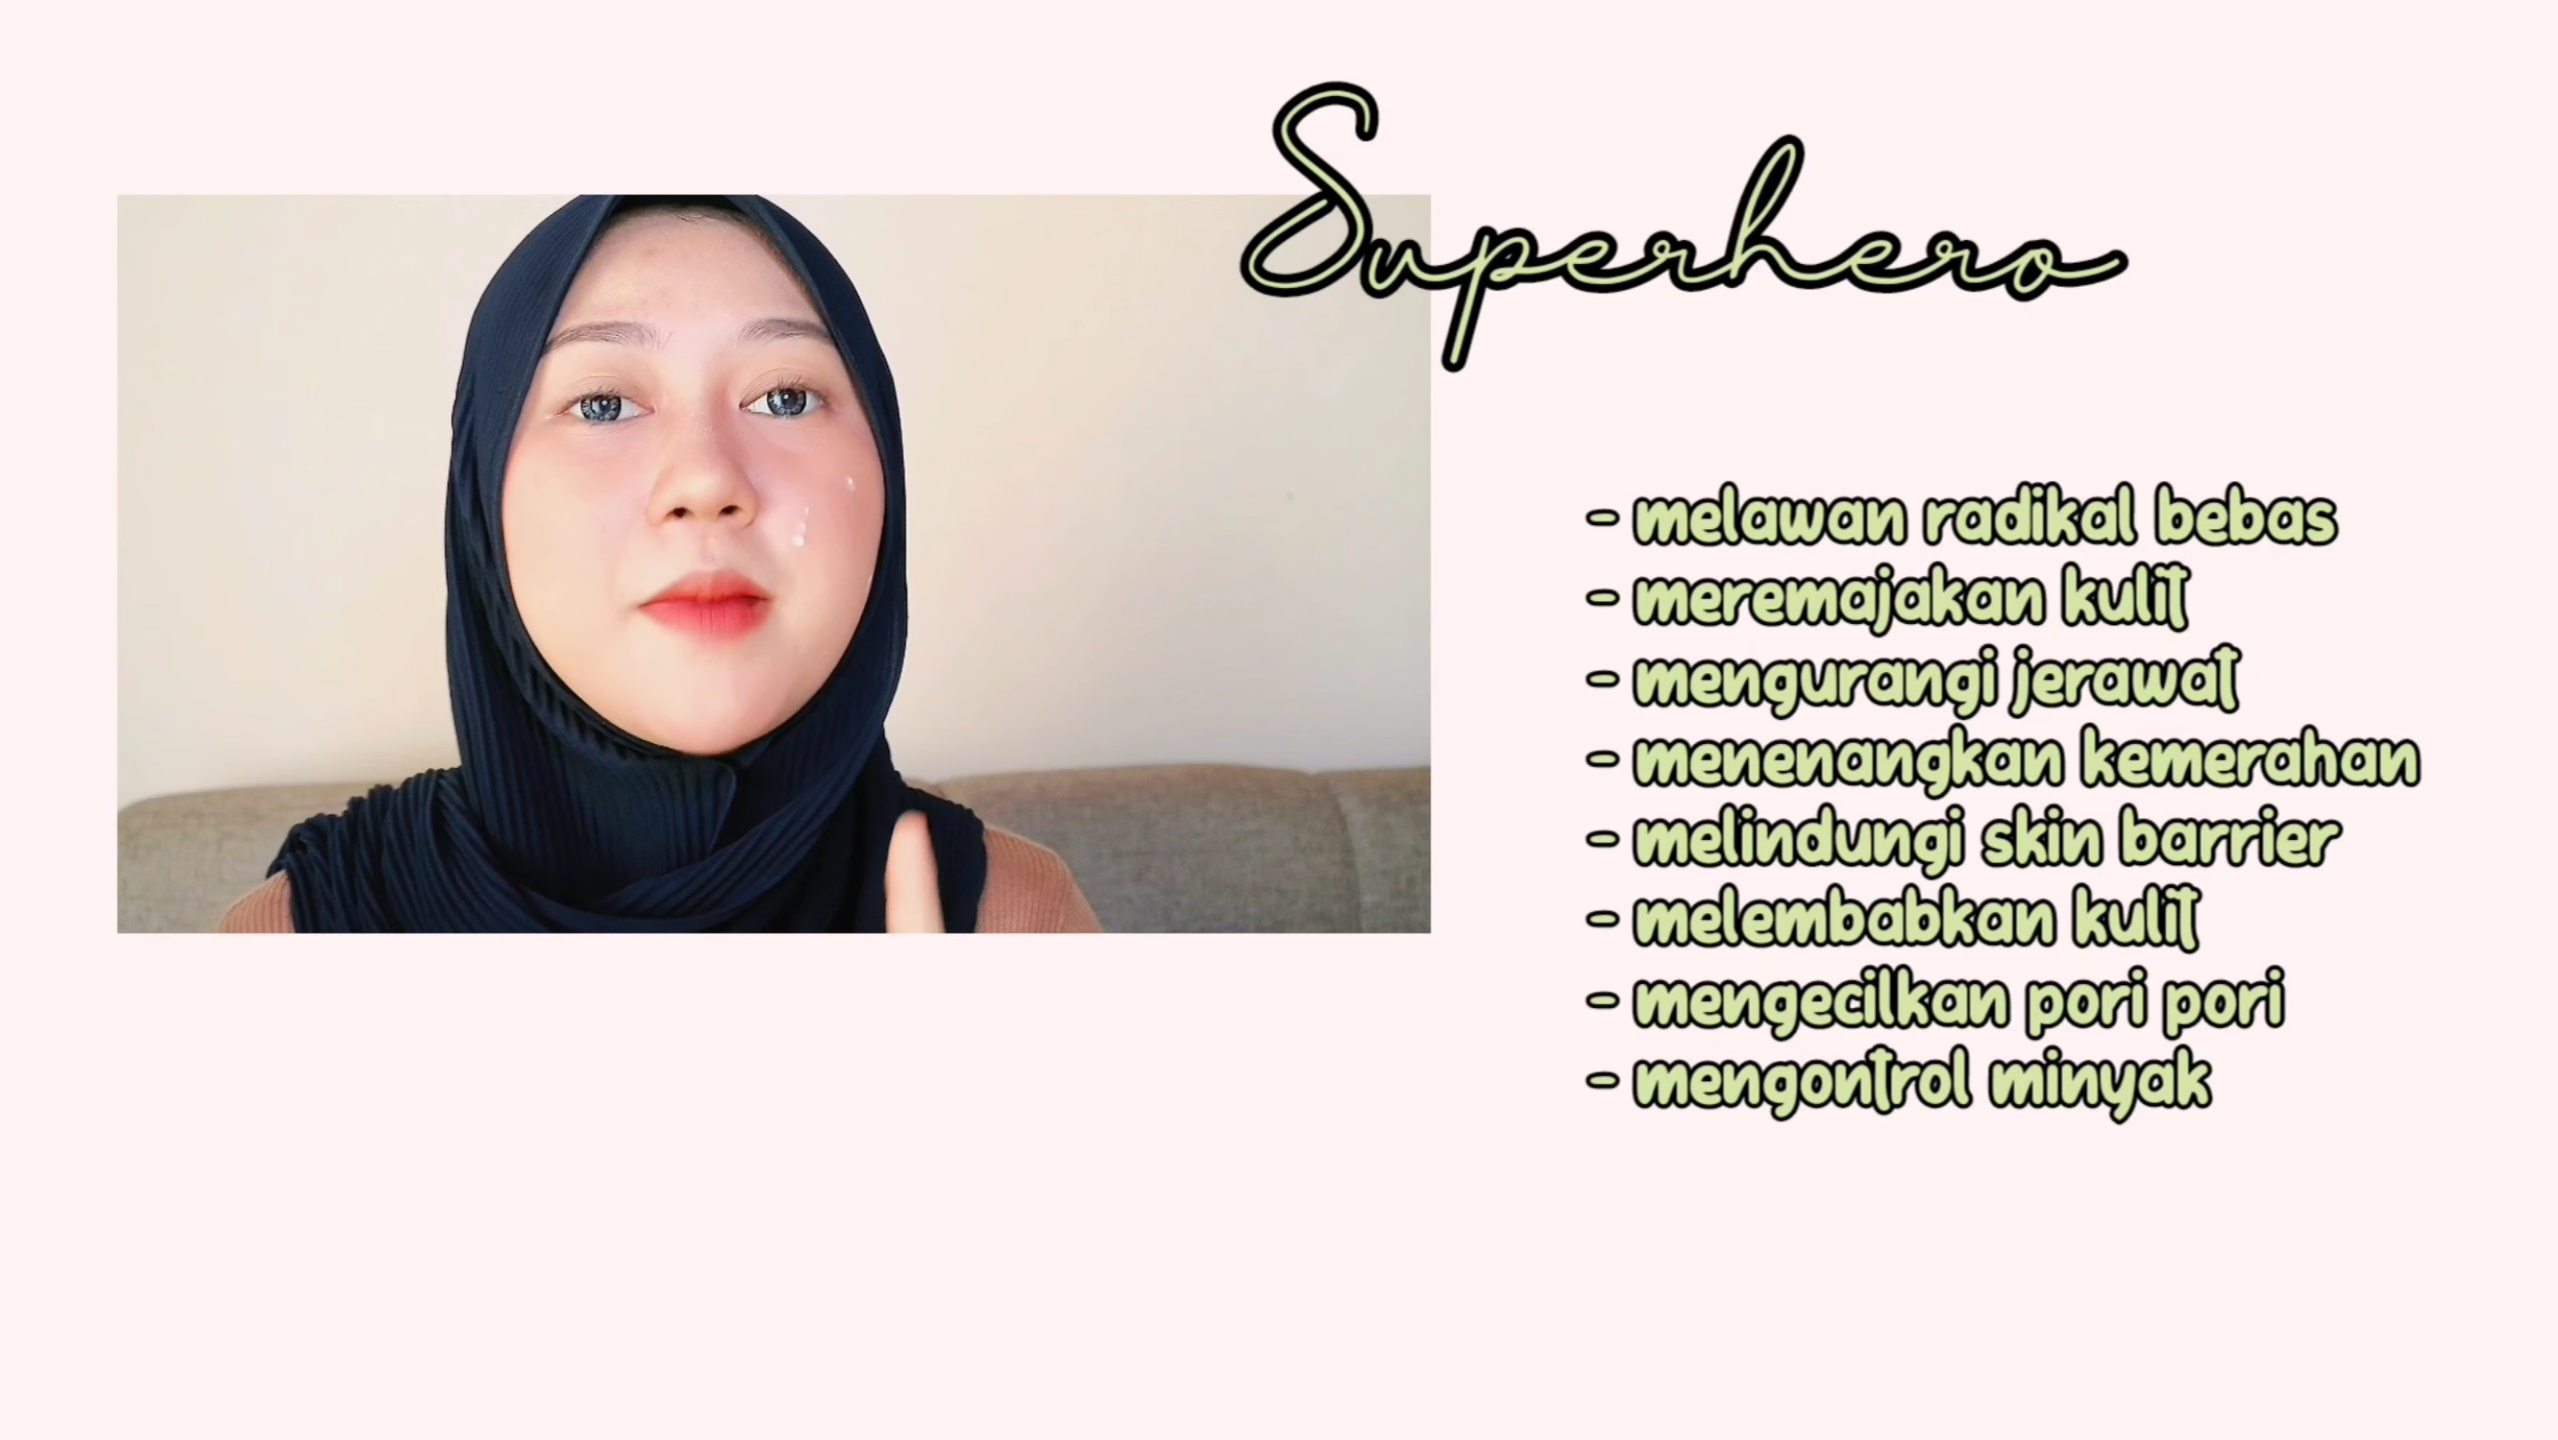 Superhero
- melawan radikal bebas
- meremajakan kulit
- mengurangi jerawat
- menenangkan kemerahan
- melindungi skin barrier
- melembabkan kulit
- mengecilkan pori pori
- mengontrol minyak